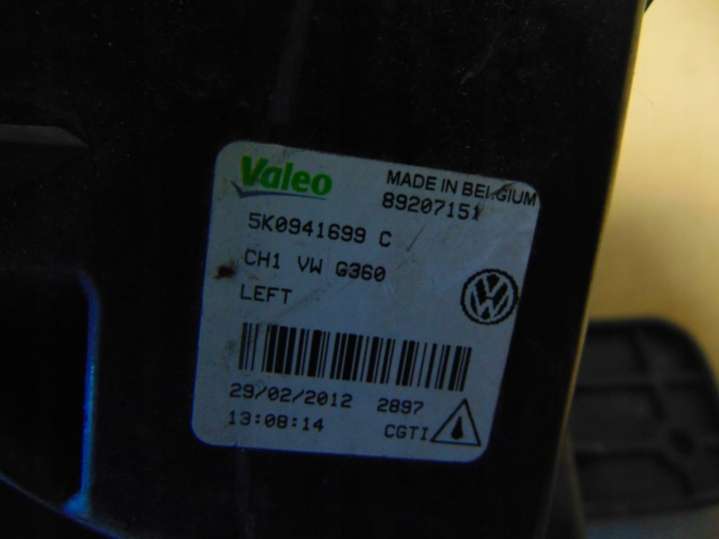 Valeo
MADE IN BELGIUM
89207151
5K0941699 C
CH1 VW G360
LEFT
29/02/2012 2897
13:08:14 CGTI